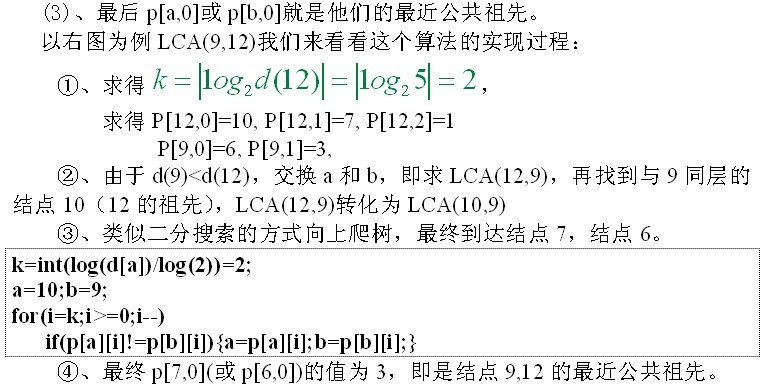 (3)、最后 p[a,0]或 p[b,0]就是他们的最近公共祖先。
以右图为例 LCA(9,12)我们来看看这个算法的实现过程：
①、求得 k = |log₂d(12)| = |log₂5| = 2，
求得 P[12,0]=10, P[12,1]=7, P[12,2]=1
P[9,0]=6, P[9,1]=3,
②、由于 d(9)<d(12)，交换 a 和 b，即求 LCA(12,9)，再找到与 9 同层的
结点 10（12 的祖先），LCA(12,9)转化为 LCA(10,9)
③、类似二分搜索的方式向上爬树，最终到达结点 7，结点 6。
k=int(log(d[a])/log(2))=2;
a=10;b=9;
for(i=k;i>=0;i--)
if(p[a][i]!=p[b][i]){a=p[a][i];b=p[b][i];}
④、最终 p[7,0](或 p[6,0])的值为 3，即是结点 9,12 的最近公共祖先。